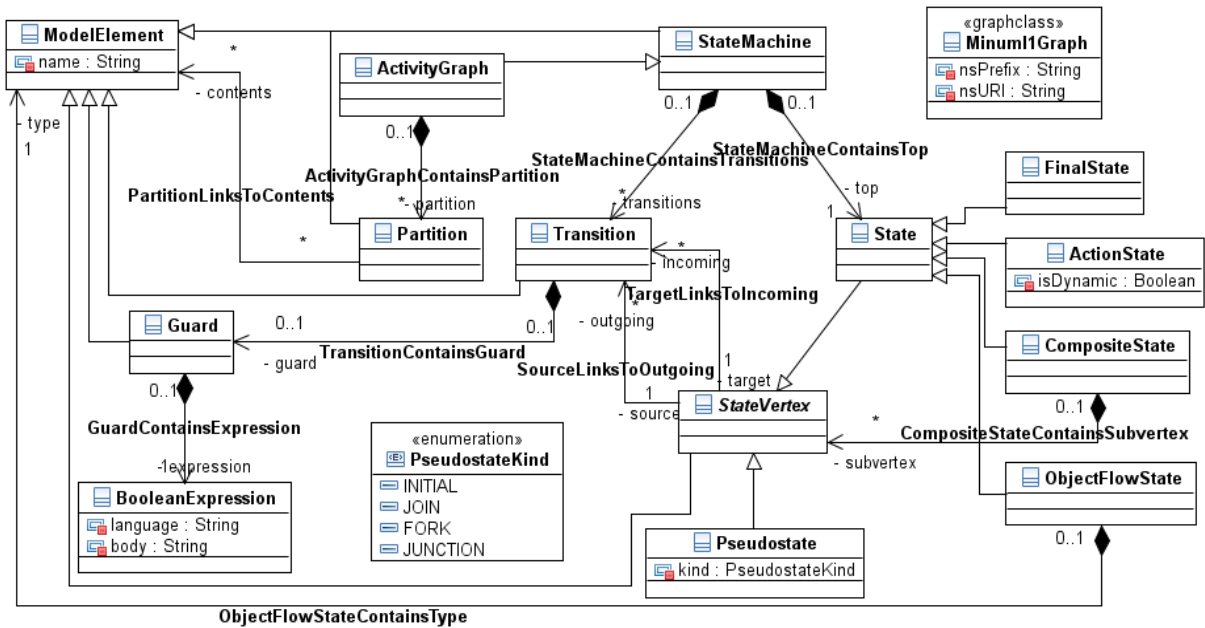 ModelElement
name : String
*
- contents
- type
1
ActivityGraph
0..1
StateMachine
0..1
0..1
«graphclass»
Minuml1Graph
nsPrefix : String
nsURI : String
StateMachineContainsTop
StateMachineContainsTransitions
ActivityGraphContainsPartition
PartitionLinksToContents
*
- partition
*
- transitions
- top
1
FinalState
Partition
*
Transition
*
- incoming
State
ActionState
isDynamic : Boolean
TargetLinksToIncoming
*
- outgoing
0..1
Guard
0..1
- guard
TransitionContainsGuard
SourceLinksToOutgoing
1
- target
1
- source
CompositeState
0..1
StateVertex
*
CompositeStateContainsSubvertex
- subvertex
0..1
GuardContainsExpression
-1expression
BooleanExpression
language : String
body : String
«enumeration»
PseudostateKind
INITIAL
JOIN
FORK
JUNCTION
ObjectFlowState
0..1
Pseudostate
kind : PseudostateKind
ObjectFlowStateContainsType